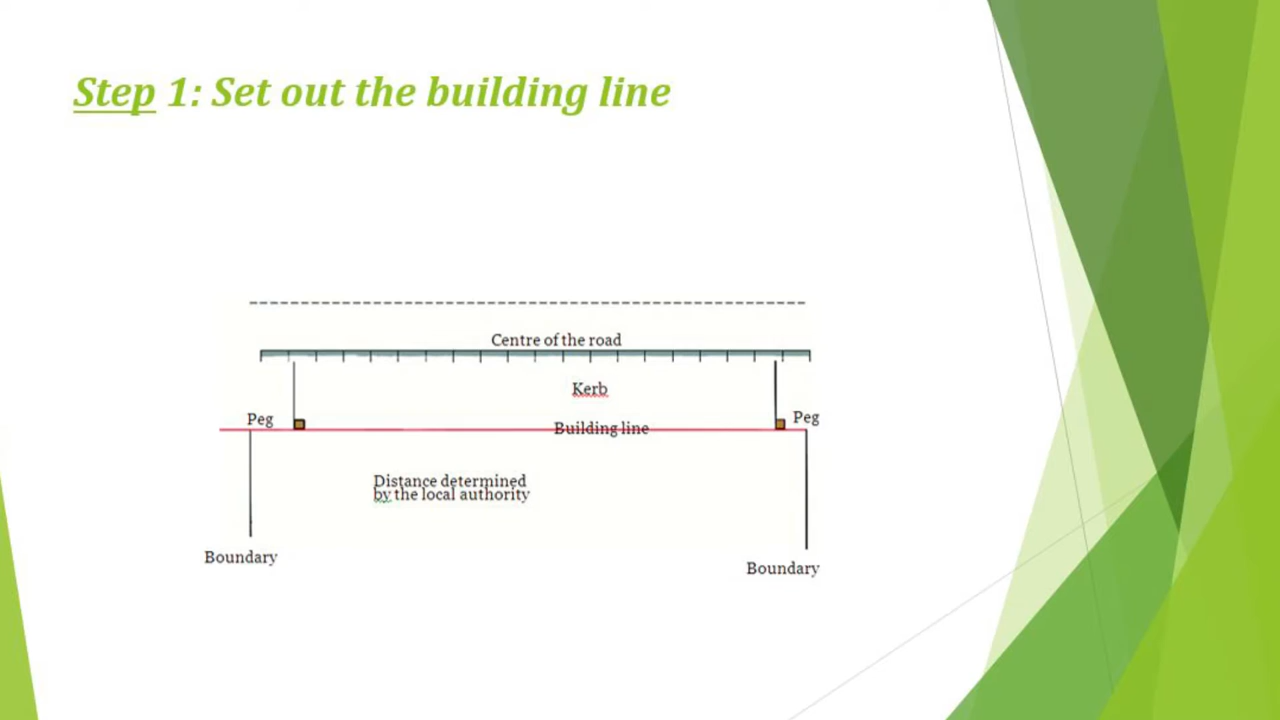 Step 1: Set out the building line
Centre of the road
Kerb
Peg
Peg
Building line
Distance determined
by the local authority
Boundary
Boundary